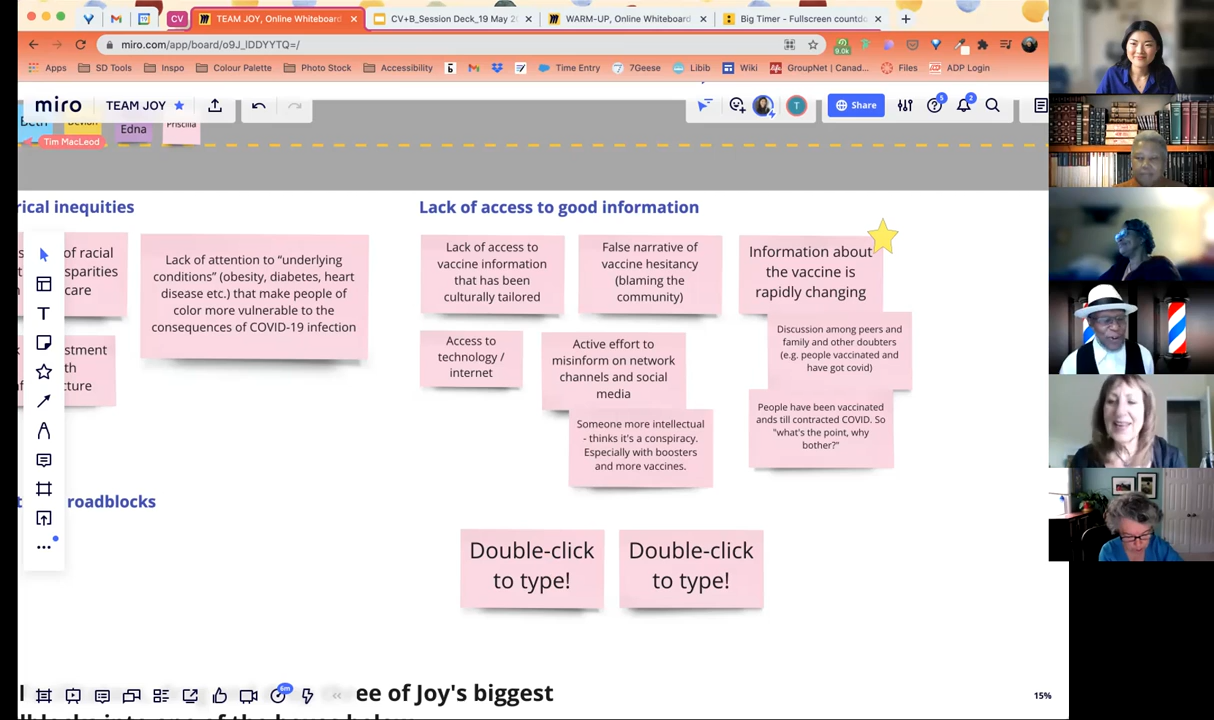 CV
TEAM JOY, Online Whiteboard
CV+B_Session Deck_19 May 2
WARM-UP, Online Whiteboard
Big Timer - Fullscreen countdo
miro.com/app/board/o9J_lDDYYTQ=/
9.0k
Apps
SD Tools
Inspo
Colour Palette
Photo Stock
Accessibility
Time Entry
7Geese
Libib
Wiki
GroupNet | Canad...
Files
ADP Login
miro
TEAM JOY
T
Share
5
2
Beth
Edna
Priscilla
Tim MacLeod
rical inequities
Lack of access to good information
of racial
sparities
care
Lack of attention to “underlying
conditions” (obesity, diabetes, heart
disease etc.) that make people of
color more vulnerable to the
consequences of COVID-19 infection
Lack of access to
vaccine information
that has been
culturally tailored
False narrative of
vaccine hesitancy
(blaming the
community)
Information about
the vaccine is
rapidly changing
stment
th
cture
Access to
technology /
internet
Active effort to
misinform on network
channels and social
media
Discussion among peers and
family and other doubters
(e.g. people vaccinated and
have got covid)
Someone more intellectual
- thinks it's a conspiracy.
Especially with boosters
and more vaccines.
People have been vaccinated
ands till contracted COVID. So
"what's the point, why
bother?"
roadblocks
Double-click
to type!
Double-click
to type!
6m
ee of Joy's biggest
15%